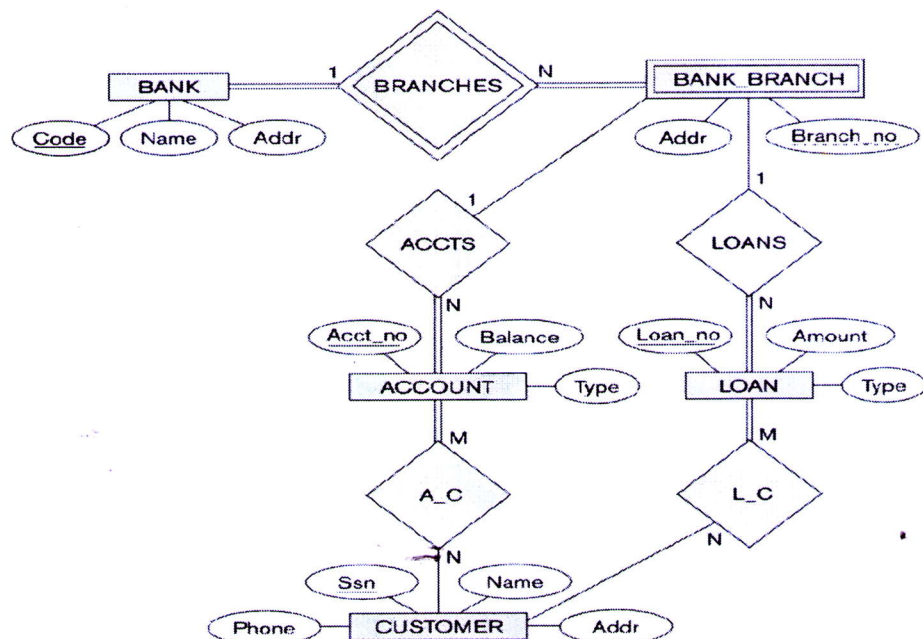 1 N
BANK BRANCHES BANK_BRANCH
Code Name Addr Addr Branch_no
1 1
ACCTS LOANS
N N
Acct_no Balance Loan_no Amount
ACCOUNT Type LOAN Type
M M
A_C L_C
N N
Ssn Name
Phone CUSTOMER Addr